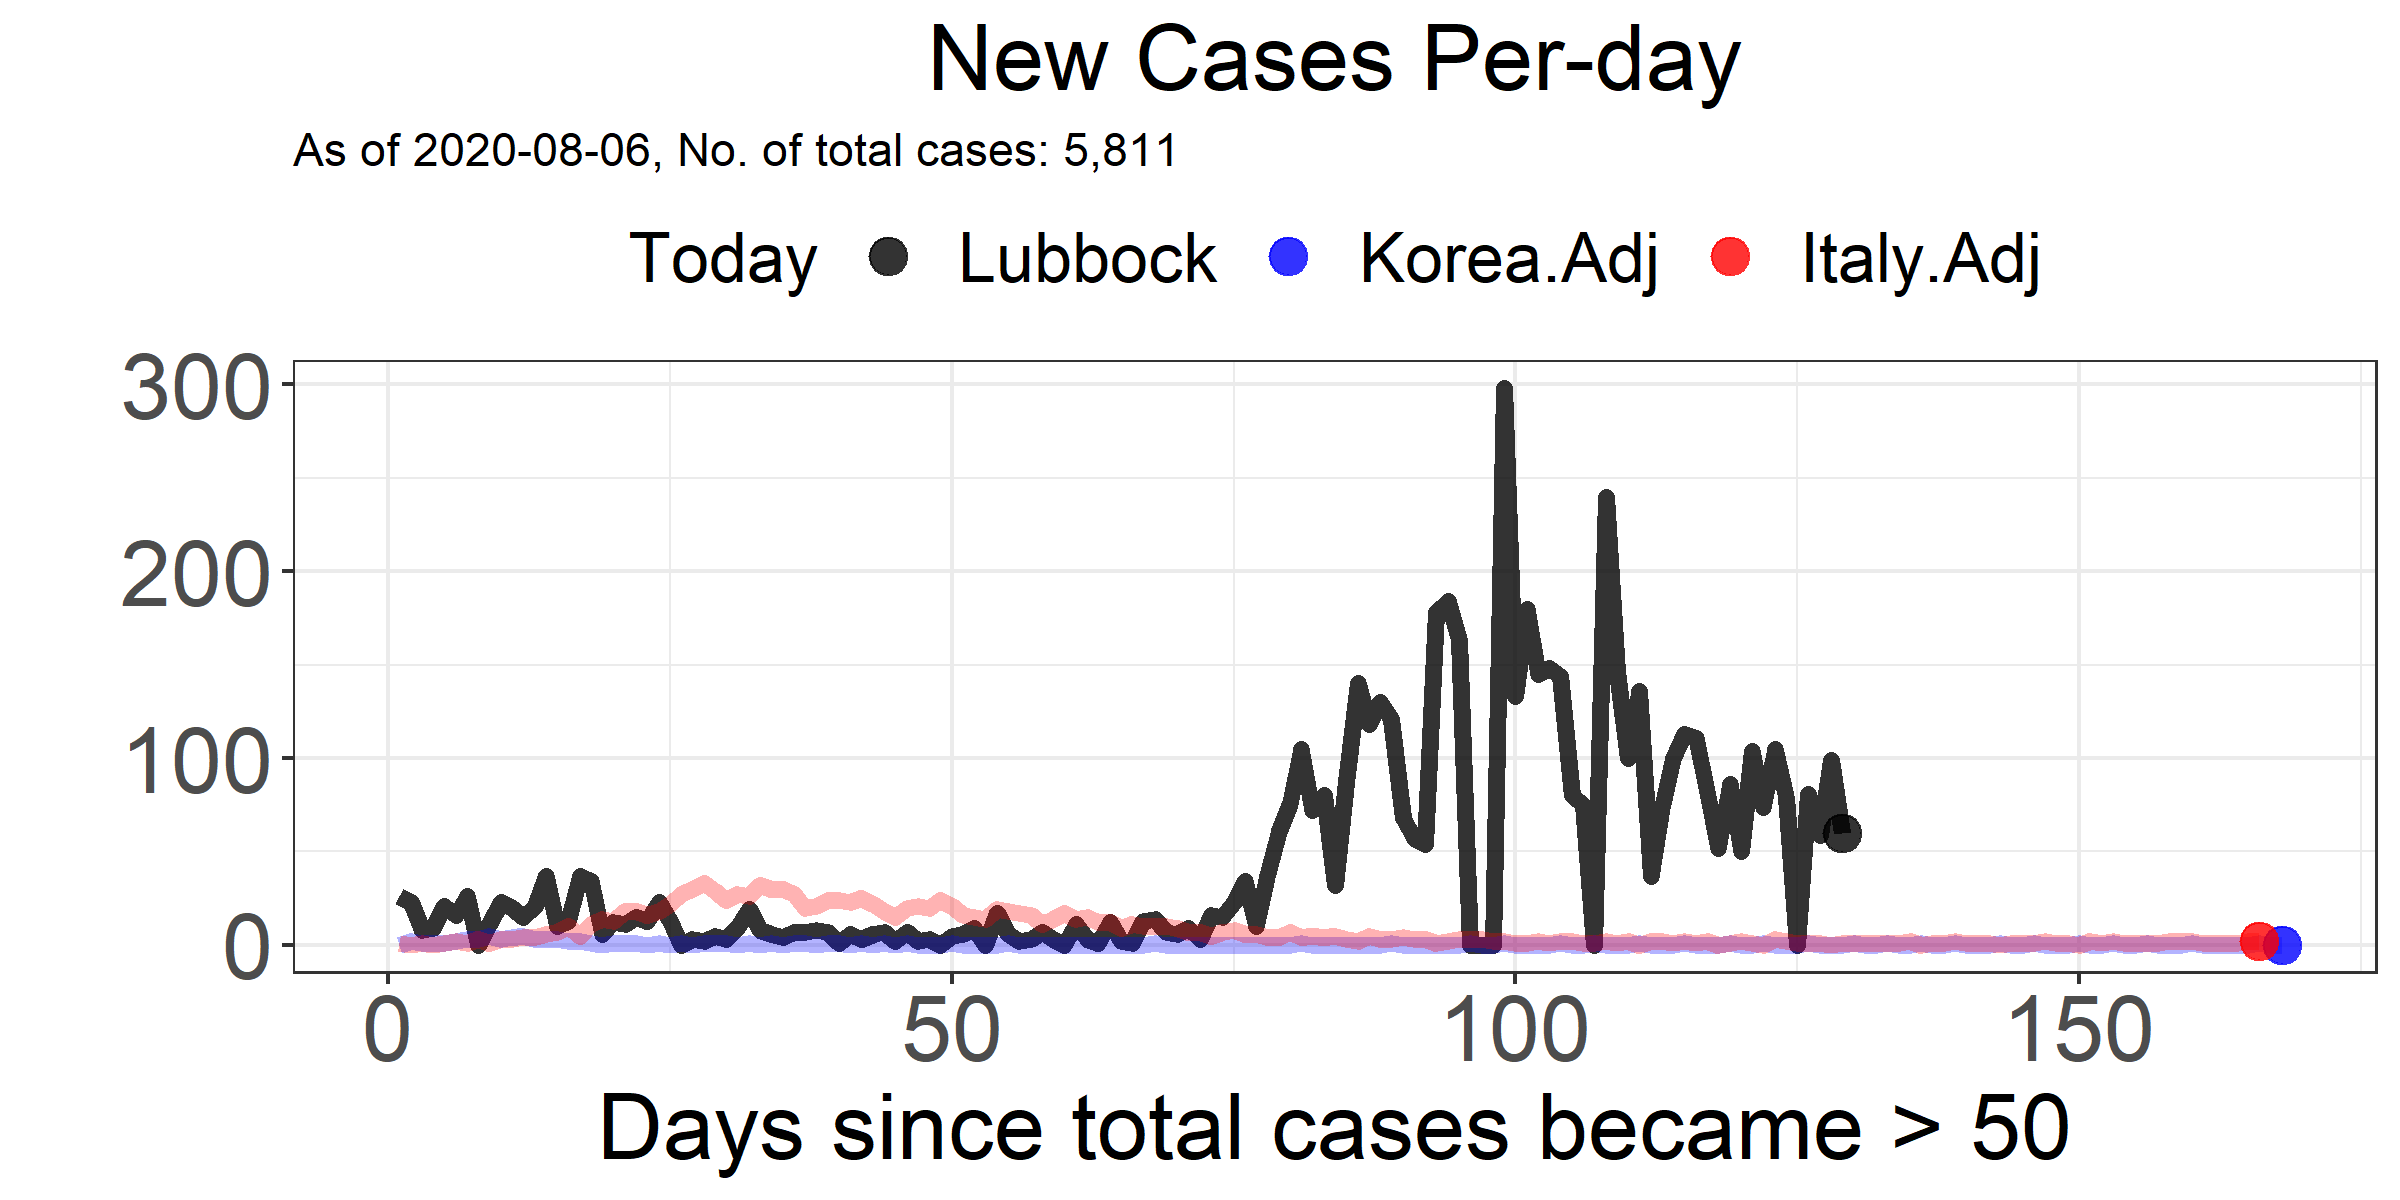 New Cases Per-day
As of 2020-08-06, No. of total cases: 5,811
Today Lubbock Korea.Adj Italy.Adj
300
200
100
0
0 50 100 150
Days since total cases became > 50